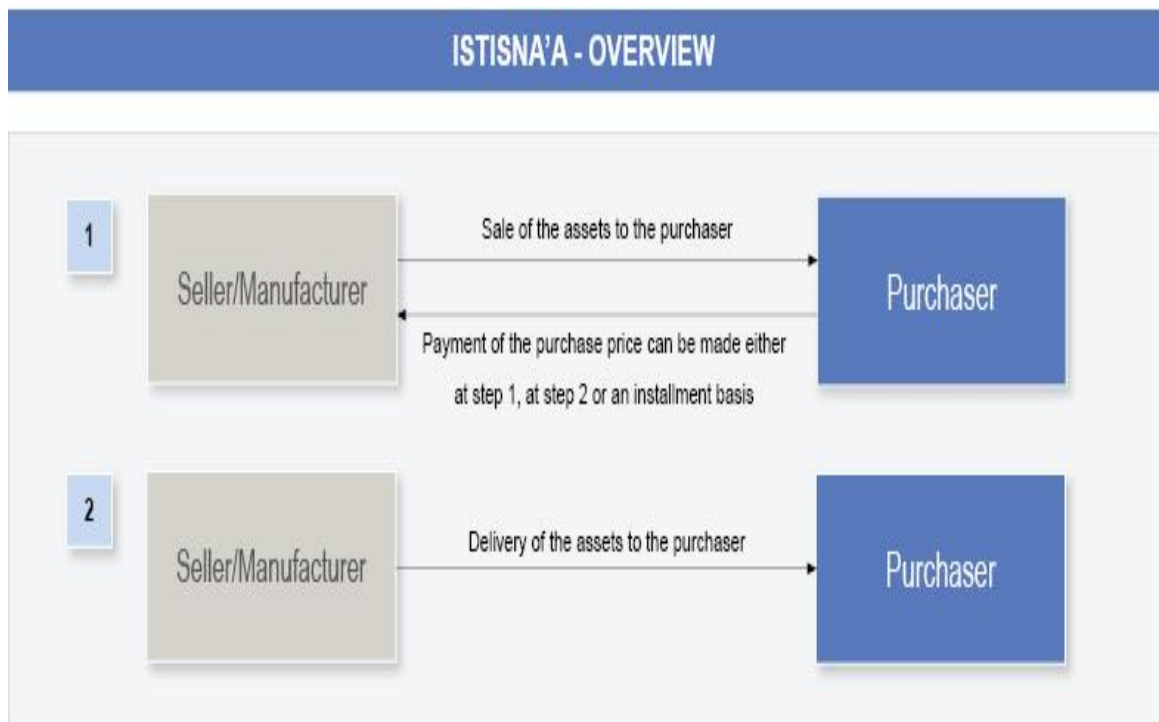 ISTISNA'A - OVERVIEW
1
Seller/Manufacturer
Sale of the assets to the purchaser
Payment of the purchase price can be made either
at step 1, at step 2 or an installment basis
Purchaser
2
Seller/Manufacturer
Delivery of the assets to the purchaser
Purchaser